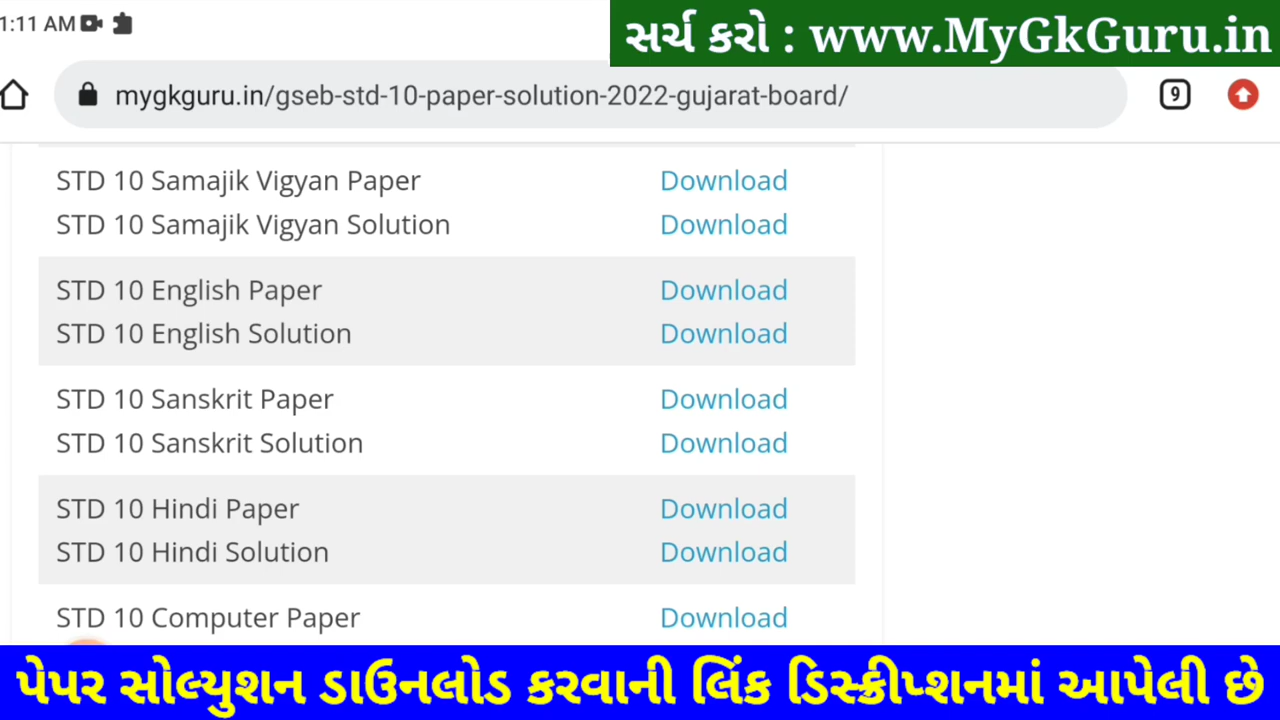 1:11 AM
સર્ચ કરો : www.MyGkGuru.in
mygkguru.in/gseb-std-10-paper-solution-2022-gujarat-board/
9
STD 10 Samajik Vigyan Paper Download
STD 10 Samajik Vigyan Solution Download
STD 10 English Paper Download
STD 10 English Solution Download
STD 10 Sanskrit Paper Download
STD 10 Sanskrit Solution Download
STD 10 Hindi Paper Download
STD 10 Hindi Solution Download
STD 10 Computer Paper Download
પેપર સોલ્યુશન ડાઉનલોડ કરવાની લિંક ડિસ્ક્રીપ્શનમાં આપેલી છે